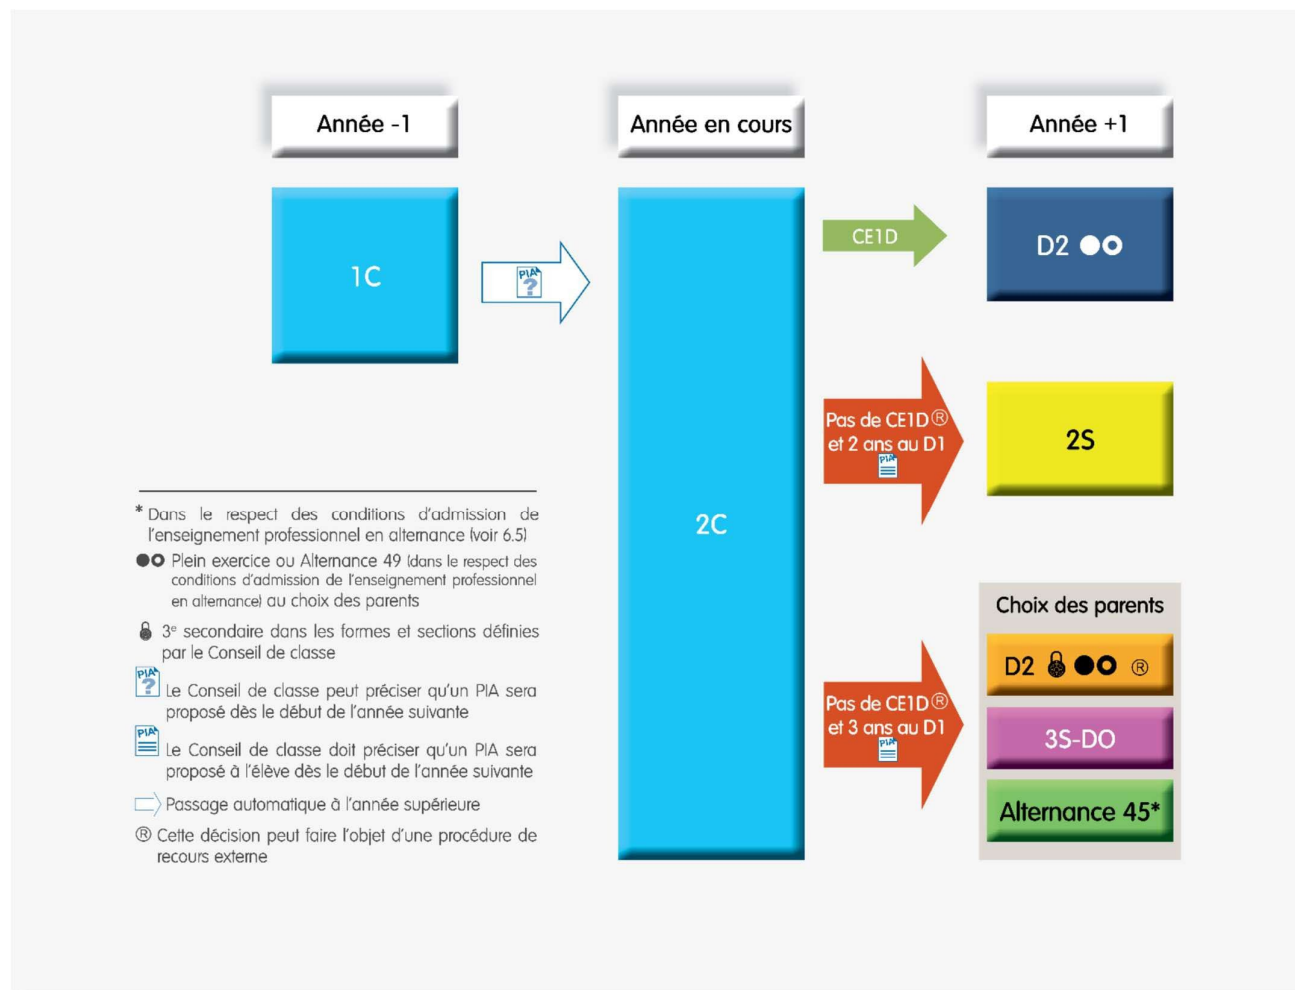 Année -1
Année en cours
Année +1
1C
PIA
?
2C
CE1D
D2
Pas de CE1D ®
et 2 ans au D1
PIA
2S
Pas de CE1D ®
et 3 ans au D1
PIA
Choix des parents
D2 ®
3S-DO
Alternance 45*
* Dans le respect des conditions d'admission de
l'enseignement professionnel en alternance (voir 6.5)
●○ Plein exercice ou Alternance 49 (dans le respect des
conditions d'admission de l'enseignement professionnel
en alternance) au choix des parents
3e secondaire dans les formes et sections définies
par le Conseil de classe
PIA
?
Le Conseil de classe peut préciser qu'un PIA sera
proposé dès le début de l'année suivante
PIA
Le Conseil de classe doit préciser qu'un PIA sera
proposé à l'élève dès le début de l'année suivante
Passage automatique à l'année supérieure
® Cette décision peut faire l'objet d'une procédure de
recours externe